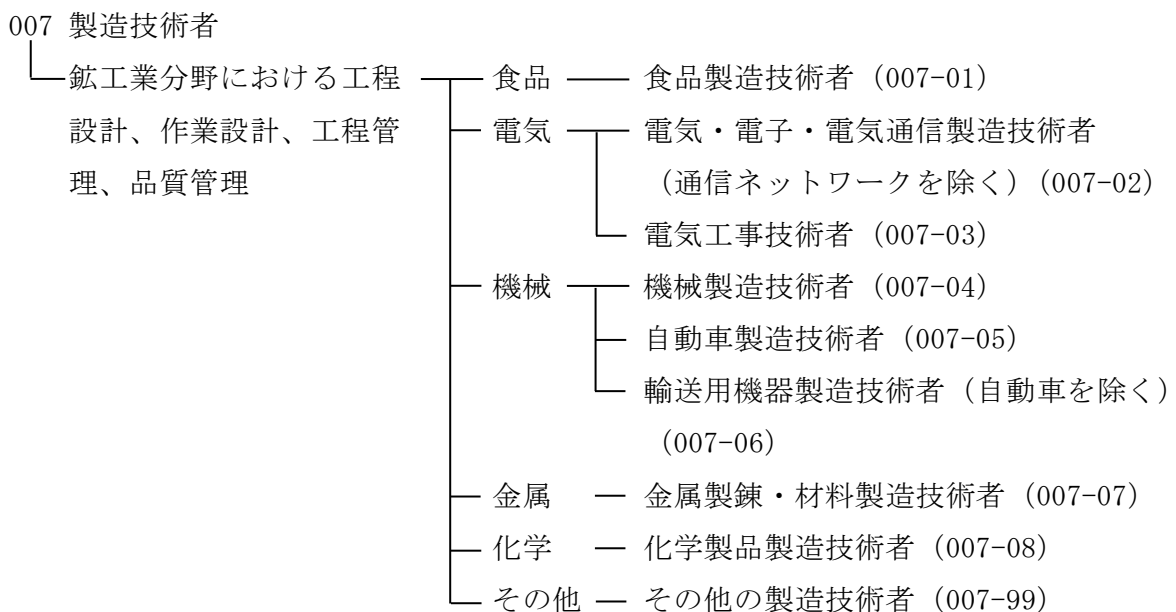 007 製造技術者
鉱工業分野における工程 食品 食品製造技術者(007-01)
設計、作業設計、工程管 電気 電気・電子・電気通信製造技術者
理、品質管理 (通信ネットワークを除く)(007-02)
電気工事技術者(007-03)
機械 機械製造技術者(007-04)
自動車製造技術者(007-05)
輸送用機器製造技術者(自動車を除く)
(007-06)
金属 金属製錬・材料製造技術者(007-07)
化学 化学製品製造技術者(007-08)
その他 その他の製造技術者(007-99)